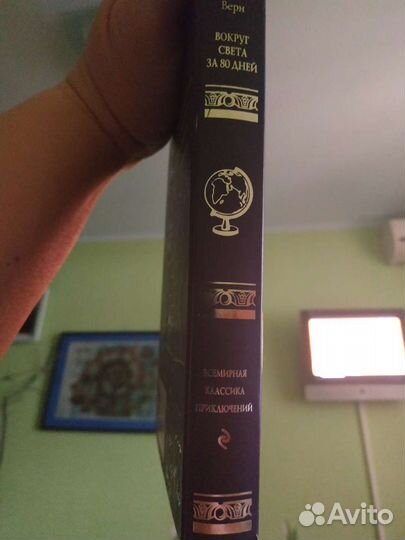 Верн
ВОКРУГ
СВЕТА
ЗА 80 ДНЕЙ
ВСЕМИРНАЯ
КЛАССИКА
ПРИКЛЮЧЕНИЙ
Avito